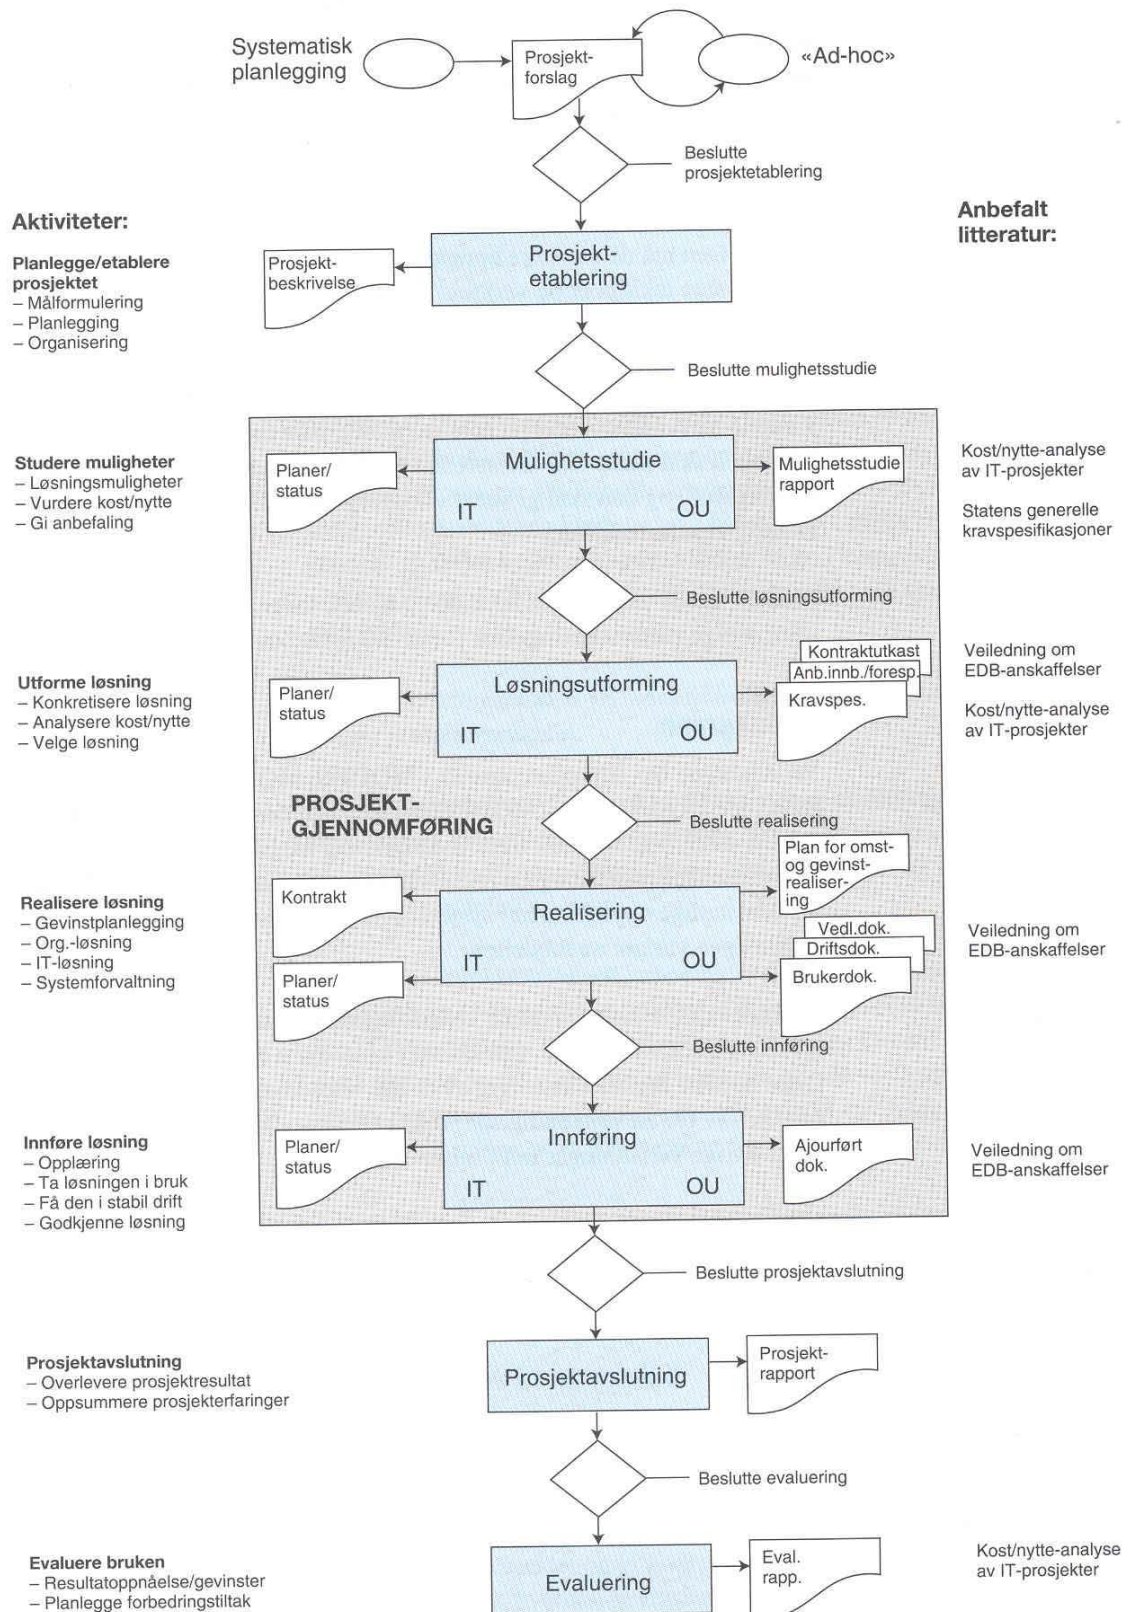 Systematisk
planlegging
Prosjekt-
forslag
«Ad-hoc»
Beslutte
prosjektetablering
Aktiviteter:
Anbefalt
litteratur:
Planlegge/etablere
prosjektet
– Målformulering
– Planlegging
– Organisering
Prosjekt-
beskrivelse
Prosjekt-
etablering
Beslutte mulighetsstudie
Studere muligheter
– Løsningsmuligheter
– Vurdere kost/nytte
– Gi anbefaling
Planer/
status
Mulighetsstudie
IT OU
Mulighetsstudie
rapport
Kost/nytte-analyse
av IT-prosjekter
Statens generelle
kravspesifikasjoner
Beslutte løsningsutforming
Utforme løsning
– Konkretisere løsning
– Analysere kost/nytte
– Velge løsning
Planer/
status
Løsningsutforming
IT OU
Kontraktutkast
Anb.innb./foresp.
Kravspes.
Veiledning om
EDB-anskaffelser
Kost/nytte-analyse
av IT-prosjekter
PROSJEKT-
GJENNOMFØRING
Beslutte realisering
Realisere løsning
– Gevinstplanlegging
– Org.-løsning
– IT-løsning
– Systemforvaltning
Kontrakt
Planer/
status
Realisering
IT OU
Plan for omst-
og gevinst-
realiser-
ing
Vedl.dok.
Driftsdok.
Brukerdok.
Veiledning om
EDB-anskaffelser
Beslutte innføring
Innføre løsning
– Opplæring
– Ta løsningen i bruk
– Få den i stabil drift
– Godkjenne løsning
Planer/
status
Innføring
IT OU
Ajourført
dok.
Veiledning om
EDB-anskaffelser
Beslutte prosjektavslutning
Prosjektavslutning
– Overlevere prosjektresultat
– Oppsummere prosjekterfaringer
Prosjektavslutning
Prosjekt-
rapport
Beslutte evaluering
Evaluere bruken
– Resultatoppnåelse/gevinster
– Planlegge forbedringstiltak
Evaluering
Eval.
rapp.
Kost/nytte-analyse
av IT-prosjekter